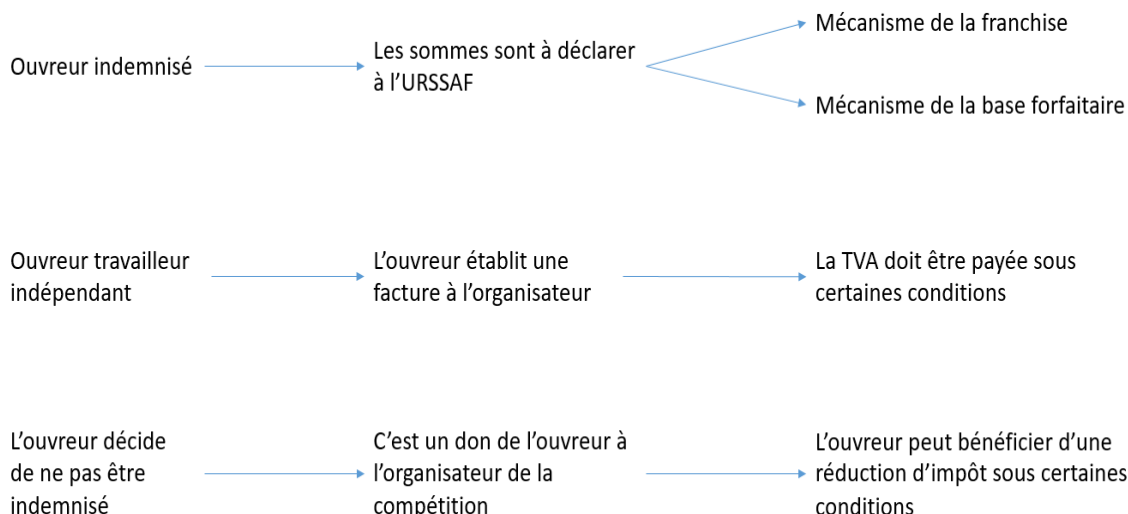 Ouvreur indemnisé
Les sommes sont à déclarer
à l’URSSAF
Mécanisme de la franchise
Mécanisme de la base forfaitaire
Ouvreur travailleur
indépendant
L’ouvreur établit une
facture à l’organisateur
La TVA doit être payée sous
certaines conditions
L’ouvreur décide
de ne pas être
indemnisé
C’est un don de l’ouvreur à
l’organisateur de la
compétition
L’ouvreur peut bénéficier d’une
réduction d’impôt sous certaines
conditions